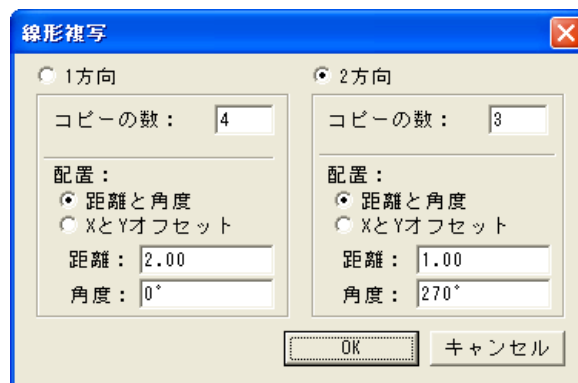 線形複写
1方向
コピーの数： 4
配置：
距離と角度
XとYオフセット
距離： 2.00
角度： 0°
2方向
コピーの数： 3
配置：
距離と角度
XとYオフセット
距離： 1.00
角度： 270°
OK
キャンセル